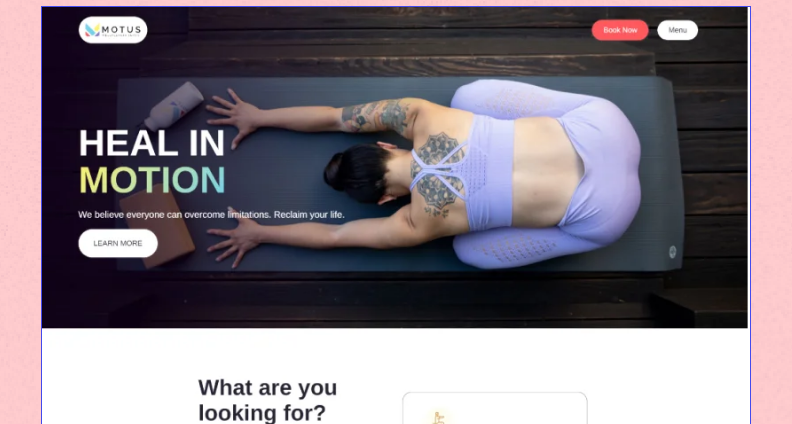 MOTUS
Book Now
Menu
HEAL IN
MOTION
We believe everyone can overcome limitations. Reclaim your life.
LEARN MORE
What are you
looking for?